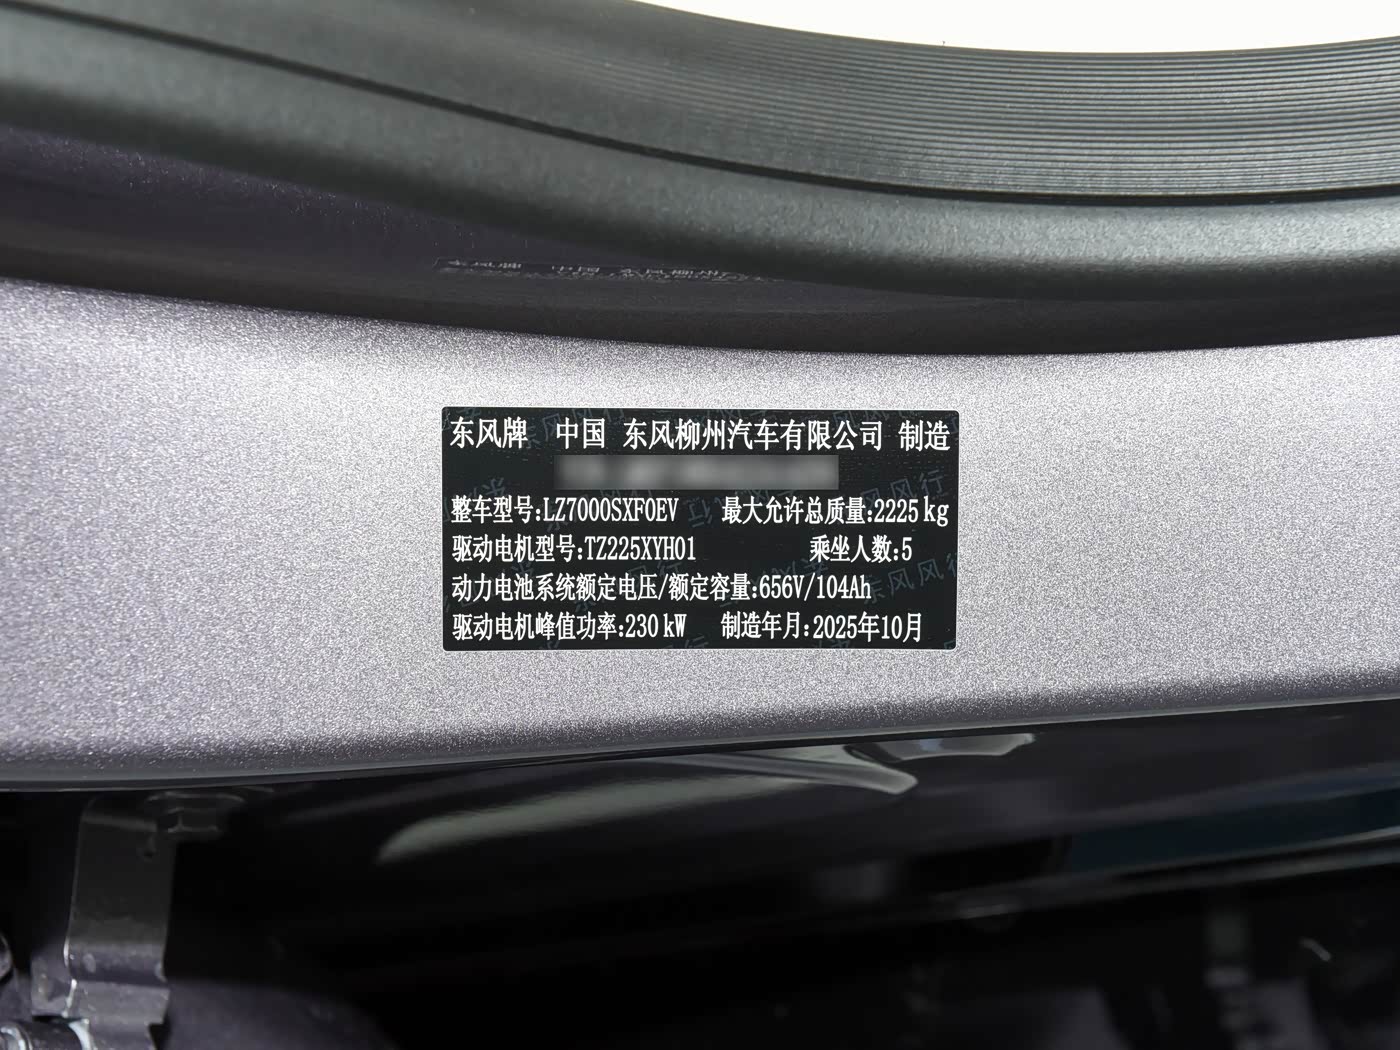 东风牌 中国 东风柳州汽车有限公司 制造
整车型号:LZ7000SXF0EV 最大允许总质量:2225 kg
驱动电机型号:TZ225XYH01 乘坐人数:5
动力电池系统额定电压/额定容量:656V/104Ah
驱动电机峰值功率:230 kW 制造年月:2025年10月